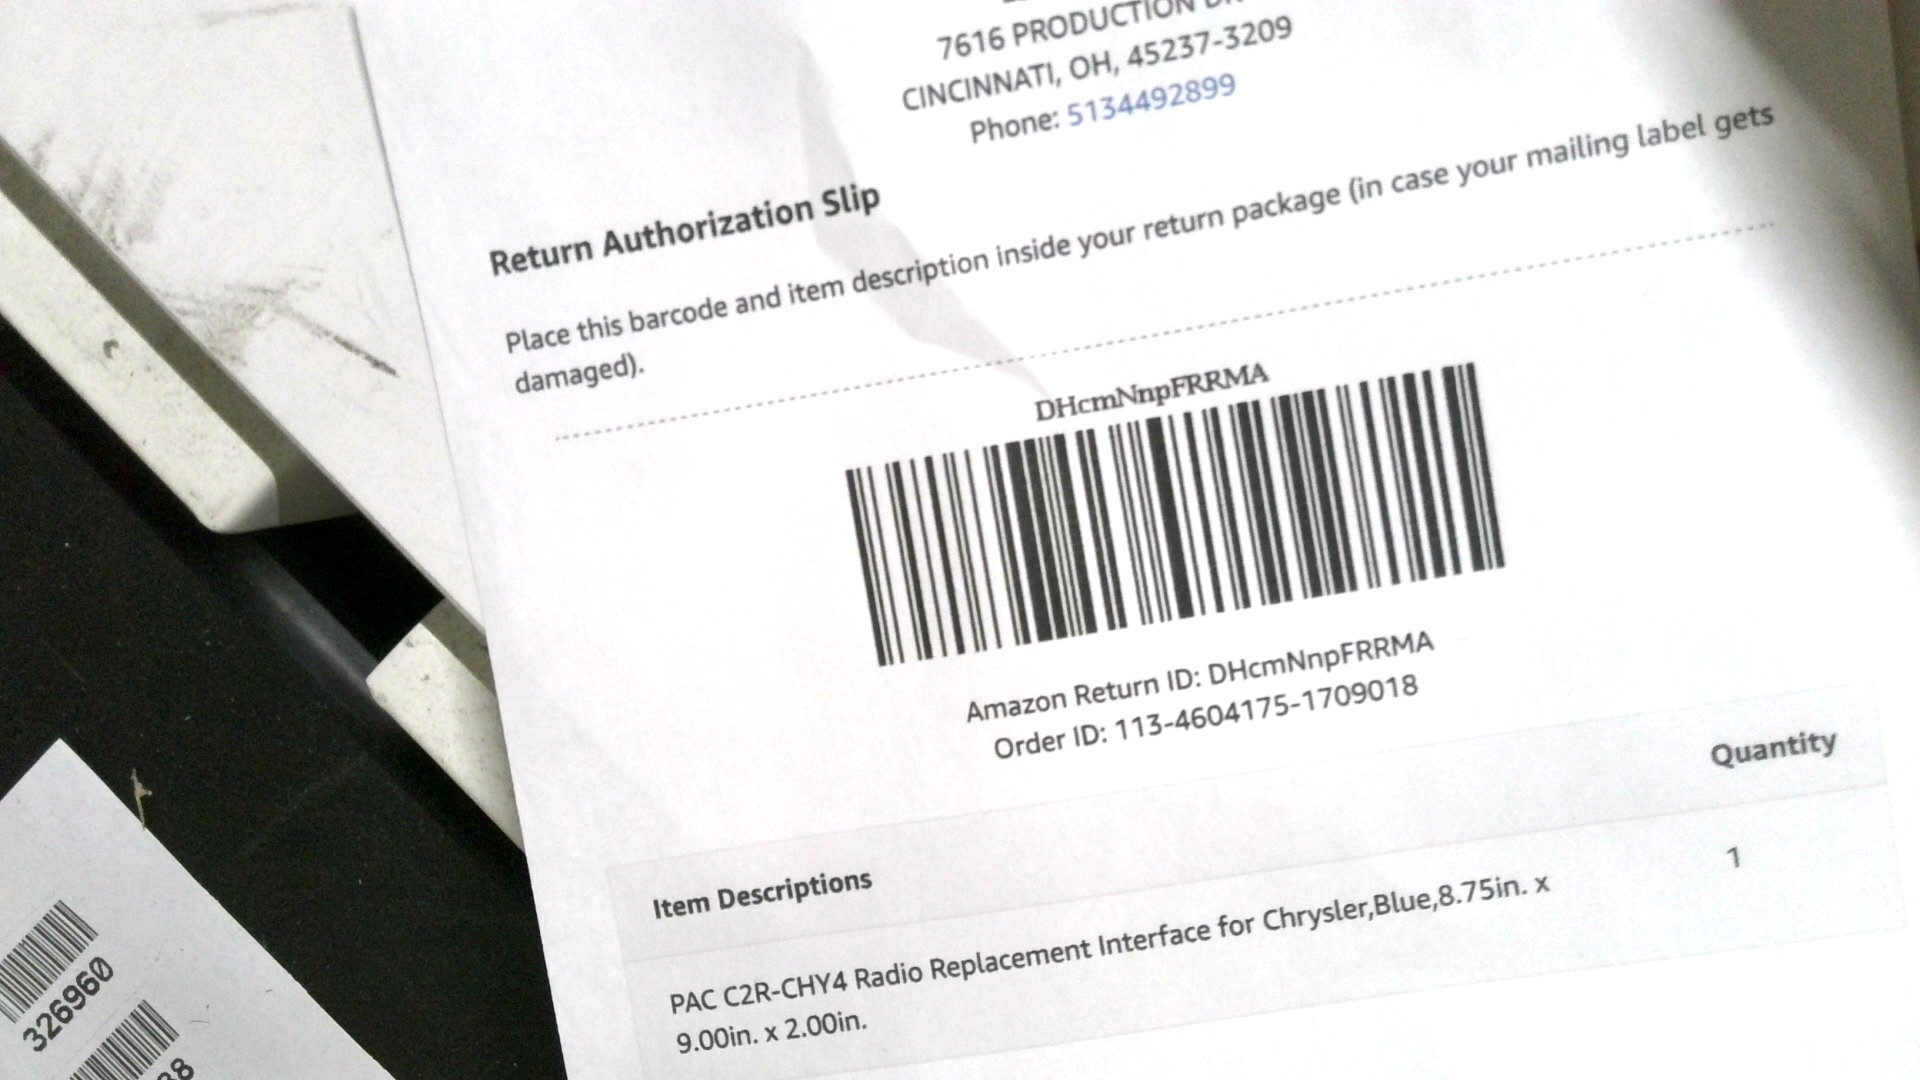 7616 PRODUCTION
CINCINNATI, OH, 45237-3209
Phone: 5134492899
Return Authorization Slip
Place this barcode and item description inside your return package (in case your mailing label gets
damaged).
DHcmNnpFRRMA
Amazon Return ID: DHcmNnpFRRMA
Order ID: 113-4604175-1709018
Item Descriptions
Quantity
PAC C2R-CHY4 Radio Replacement Interface for Chrysler,Blue,8.75in. x
9.00in. x 2.00in.
1
326960